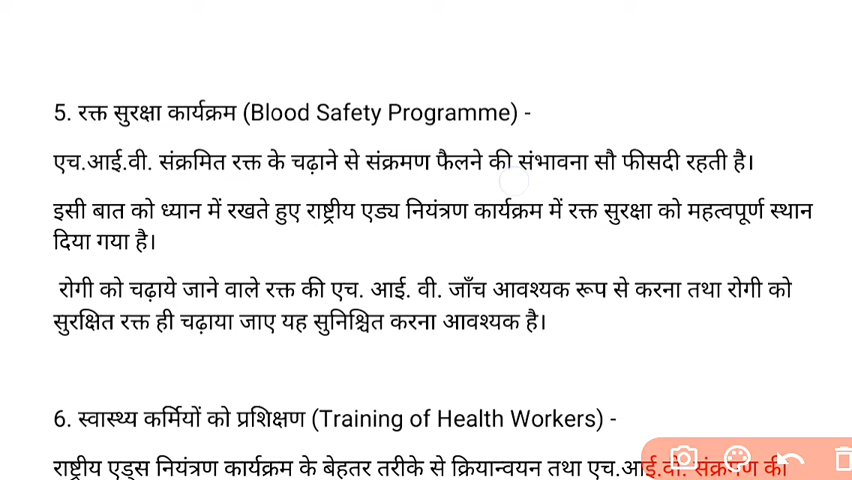 5. रक्त सुरक्षा कार्यक्रम (Blood Safety Programme) -
एच.आई.वी. संक्रमित रक्त के चढ़ाने से संक्रमण फैलने की संभावना सौ फीसदी रहती है।
इसी बात को ध्यान में रखते हुए राष्ट्रीय एड्य नियंत्रण कार्यक्रम में रक्त सुरक्षा को महत्वपूर्ण स्थान
दिया गया है।
रोगी को चढ़ाये जाने वाले रक्त की एच. आई. वी. जाँच आवश्यक रूप से करना तथा रोगी को
सुरक्षित रक्त ही चढ़ाया जाए यह सुनिश्चित करना आवश्यक है।
6. स्वास्थ्य कर्मियों को प्रशिक्षण (Training of Health Workers) -
राष्ट्रीय एड्स नियंत्रण कार्यक्रम के बेहतर तरीके से क्रियान्वयन तथा एच.आई.वी. संक्रमण की